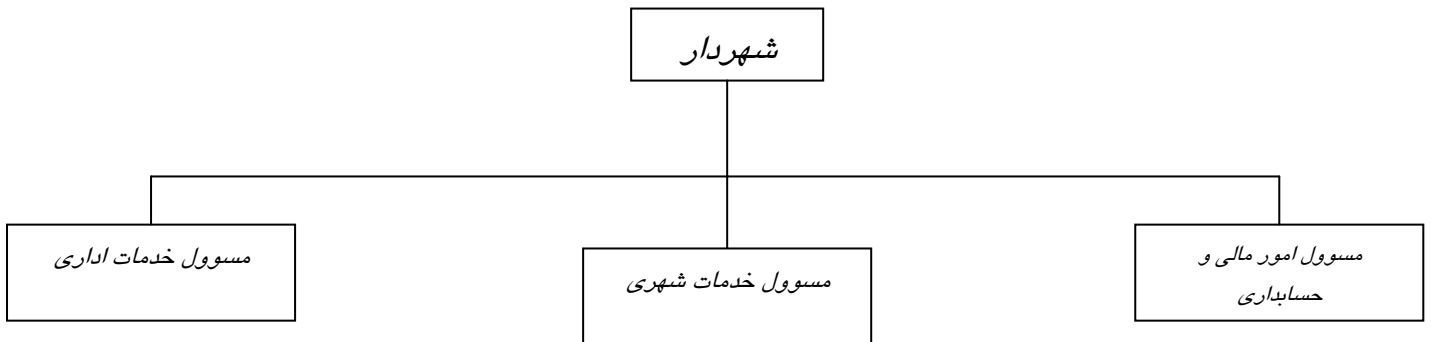 شهردار
مسوول امور مالی و
حسابداری
مسوول خدمات شهری
مسوول خدمات اداری